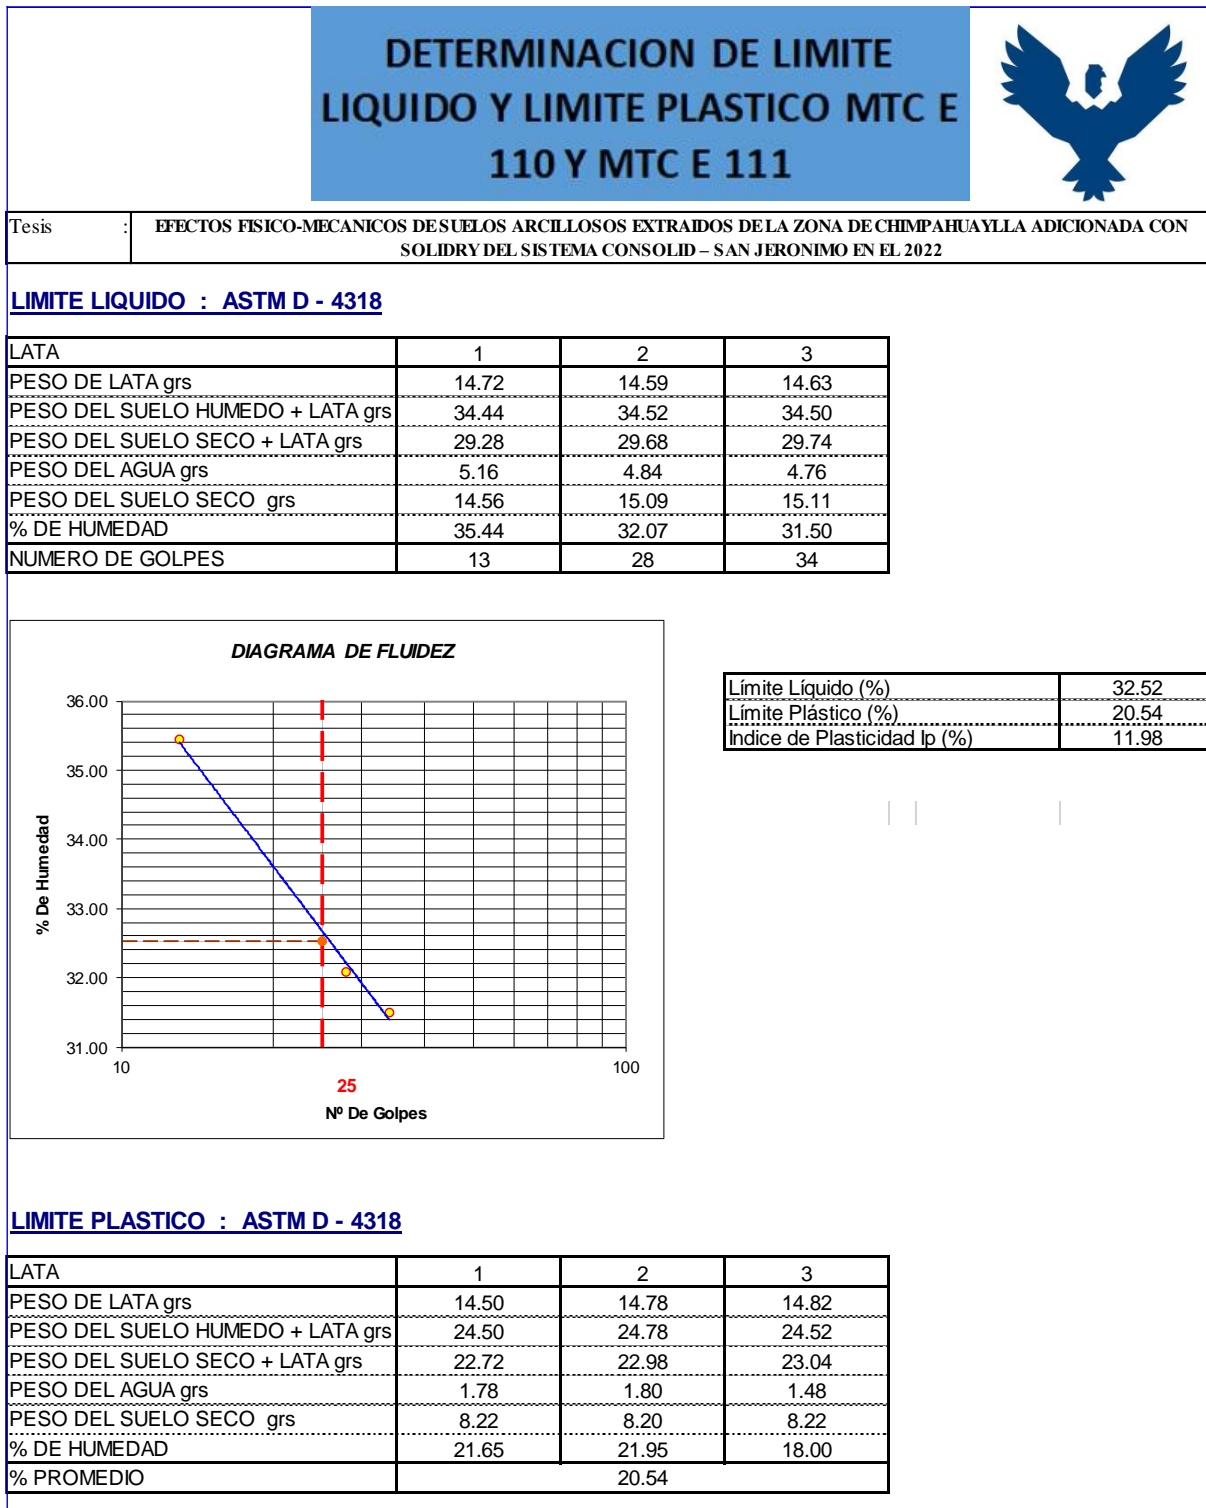 DETERMINACION DE LIMITE
LIQUIDO Y LIMITE PLASTICO MTC E
110 Y MTC E 111
Tesis : EFECTOS FISICO-MECANICOS DE SUELOS ARCILLOSOS EXTRAIDOS DE LA ZONA DE CHIMPAHUAYLLA ADICIONADA CON
SOLIDRY DEL SISTEMA CONSOLID – SAN JERONIMO EN EL 2022
LIMITE LIQUIDO : ASTM D - 4318
LATA 1 2 3
PESO DE LATA grs 14.72 14.59 14.63
PESO DEL SUELO HUMEDO + LATA grs 34.44 34.52 34.50
PESO DEL SUELO SECO + LATA grs 29.28 29.68 29.74
PESO DEL AGUA grs 5.16 4.84 4.76
PESO DEL SUELO SECO grs 14.56 15.09 15.11
% DE HUMEDAD 35.44 32.07 31.50
NUMERO DE GOLPES 13 28 34
DIAGRAMA DE FLUIDEZ
36.00
35.00
34.00
33.00
32.00
31.00
% De Humedad
10 100
25
Nº De Golpes
Límite Líquido (%) 32.52
Límite Plástico (%) 20.54
Indice de Plasticidad Ip (%) 11.98
LIMITE PLASTICO : ASTM D - 4318
LATA 1 2 3
PESO DE LATA grs 14.50 14.78 14.82
PESO DEL SUELO HUMEDO + LATA grs 24.50 24.78 24.52
PESO DEL SUELO SECO + LATA grs 22.72 22.98 23.04
PESO DEL AGUA grs 1.78 1.80 1.48
PESO DEL SUELO SECO grs 8.22 8.20 8.22
% DE HUMEDAD 21.65 21.95 18.00
% PROMEDIO 20.54